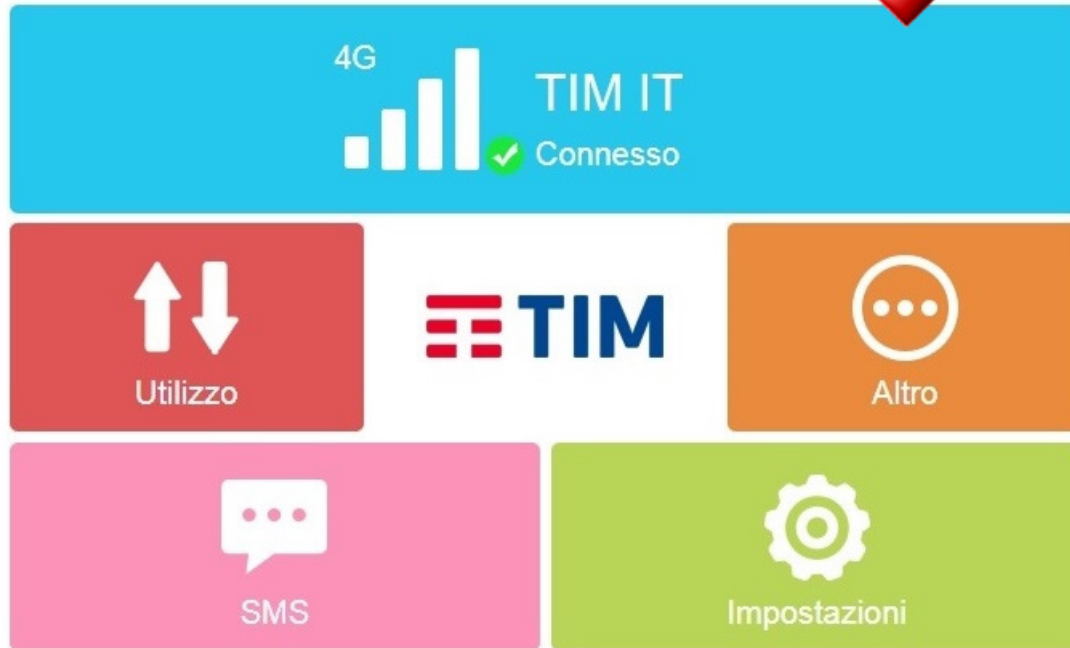 4G
TIM IT
Connesso
Utilizzo
TIM
Altro
SMS
Impostazioni